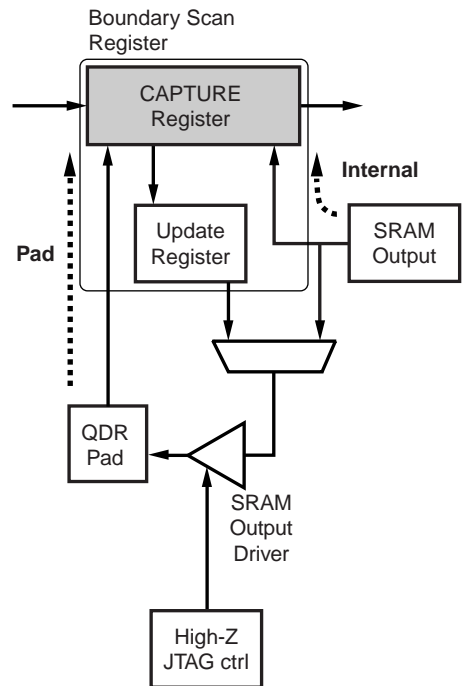 Boundary Scan
Register
CAPTURE
Register
Internal
Update
Register
SRAM
Output
Pad
QDR
Pad
SRAM
Output
Driver
High-Z
JTAG ctrl